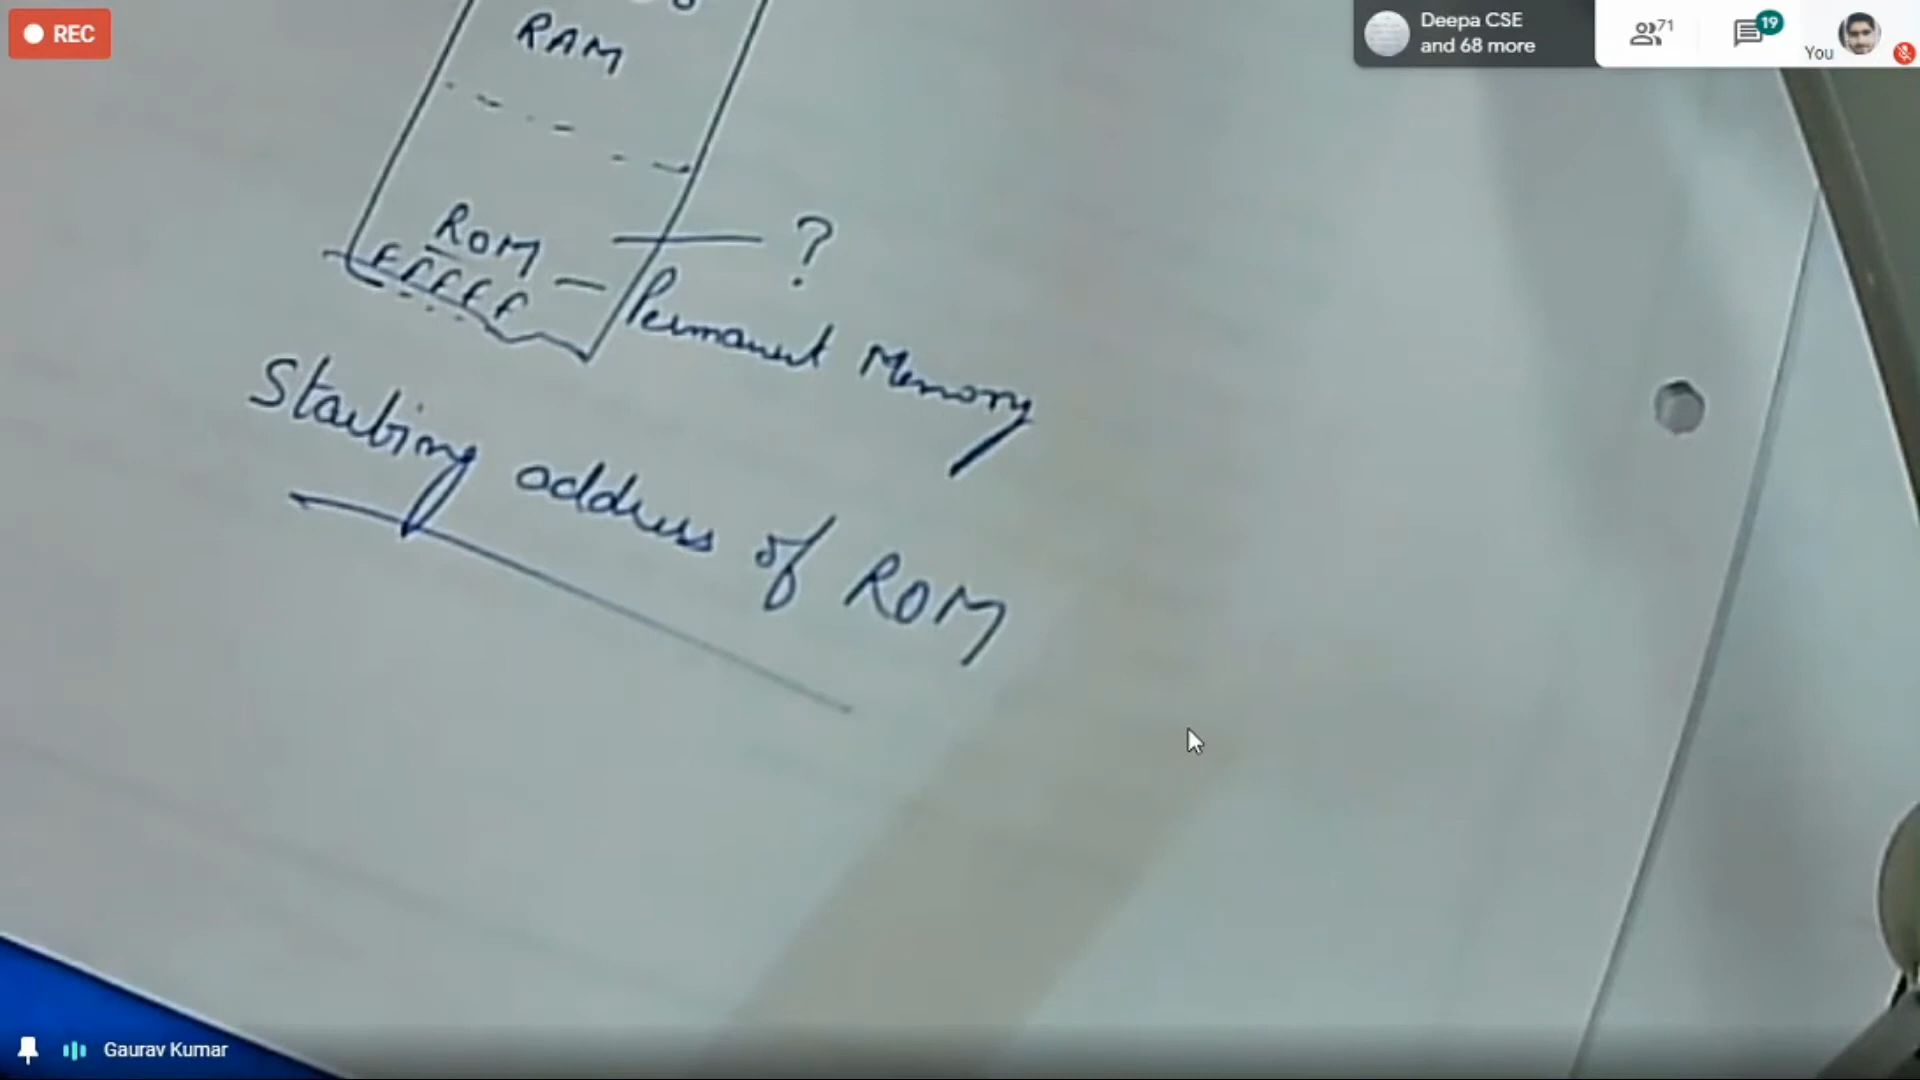 REC
Deepa CSE
and 68 more
71
19
You
RAM
ROM
?
FFFFF
Permanent Memory
Starting address of ROM
Gaurav Kumar